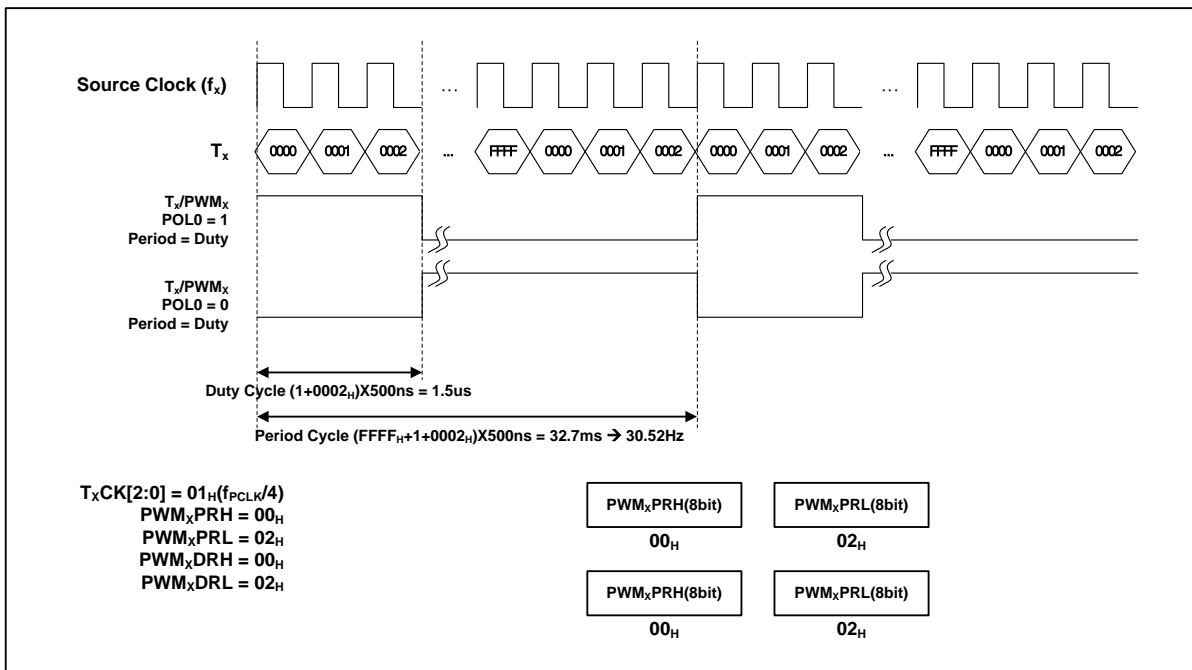 Source Clock (fx)
...
...
Tx
0000 0001 0002 ... FFFF 0000 0001 0002 0000 0001 0002 ... FFFF 0000 0001 0002
Tx/PWMx
POL0 = 1
Period = Duty
Tx/PWMx
POL0 = 0
Period = Duty
Duty Cycle (1+0002H)X500ns = 1.5us
Period Cycle (FFFFH+1+0002H)X500ns = 32.7ms → 30.52Hz
TxCK[2:0] = 01H(fPCLK/4)
PWMxPRH = 00H
PWMxPRL = 02H
PWMxDRH = 00H
PWMxDRL = 02H
PWMxPRH(8bit) PWMxPRL(8bit)
00H 02H
PWMxPRH(8bit) PWMxPRL(8bit)
00H 02H